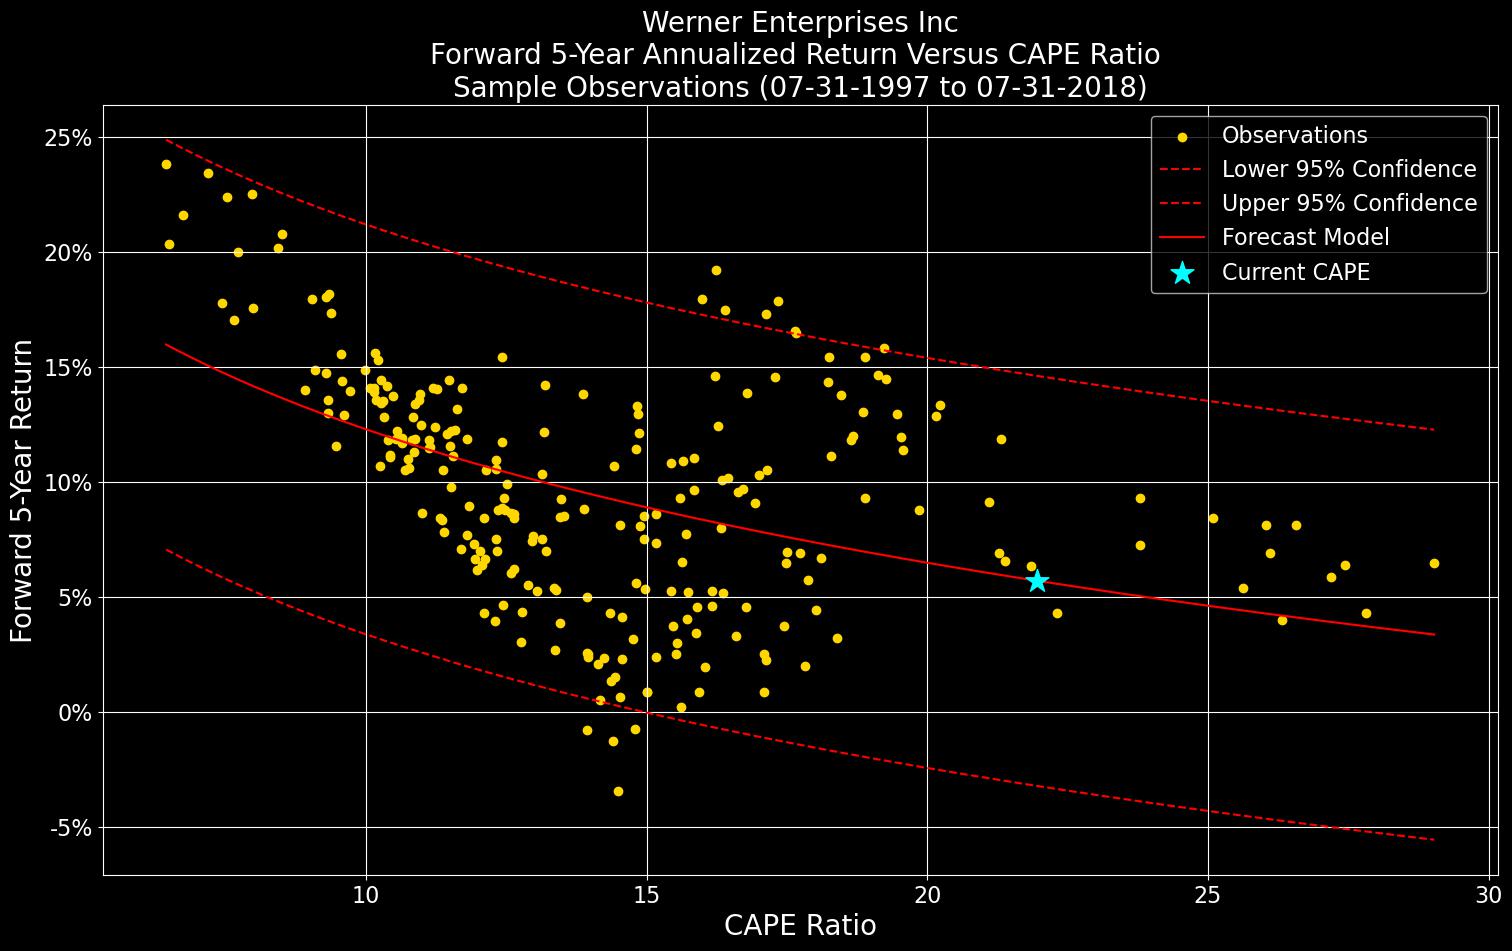 Werner Enterprises Inc
Forward 5-Year Annualized Return Versus CAPE Ratio
Sample Observations (07-31-1997 to 07-31-2018)
Observations
Lower 95% Confidence
Upper 95% Confidence
Forecast Model
Current CAPE
Forward 5-Year Return
25%
20%
15%
10%
5%
0%
-5%
10 15 20 25 30
CAPE Ratio